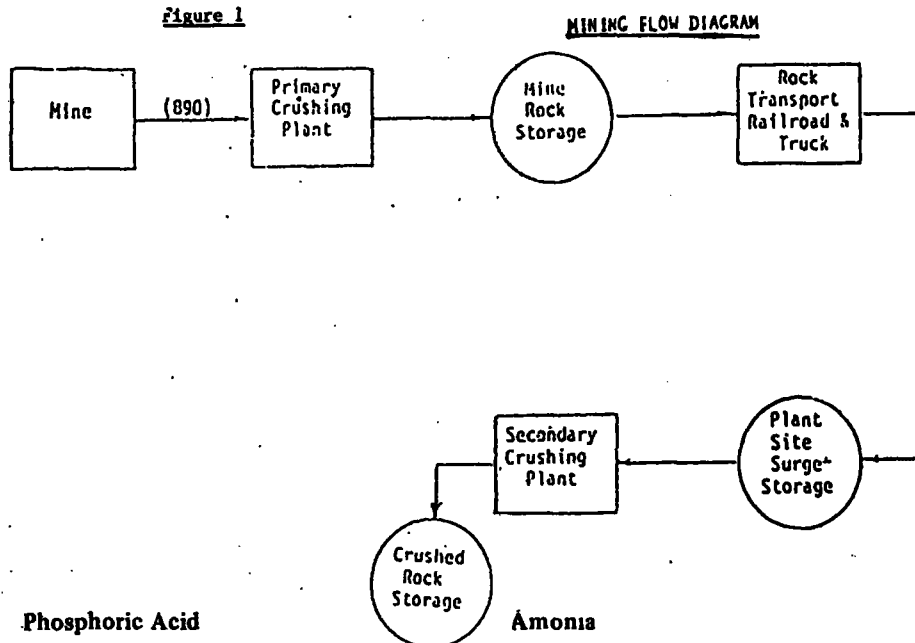 Figure 1
MINING FLOW DIAGRAM
Mine
(890)
Primary
Crushing
Plant
Mine
Rock
Storage
Rock
Transport
Railroad &
Truck
Plant
Site
Surge
Storage
Secondary
Crushing
Plant
Crushed
Rock
Storage
Phosphoric Acid
Amonia